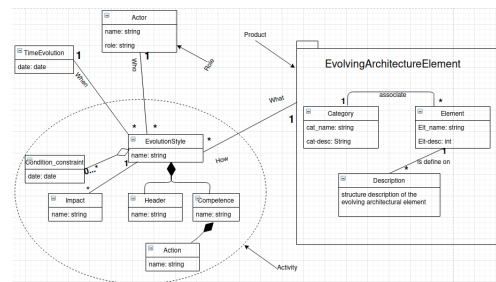 Actor
name: string
role: string
Product
TimeEvolution
date: date
1
1
When
Who
Role
EvolvingArchitectureElement
associate
1
*
Category
cat_name: string
cat-desc: String
Element
Elt_name: string
Elt-desc: int
What
1
1
is define on
*
Description
structure description of the
evolving architectural element
*
*
*
EvolutionStyle
name: string
How
Condition_constraint
date: date
0...*
1
*
Impact
name: string
Header
name: string
Competence
name: string
Action
name: string
Activity